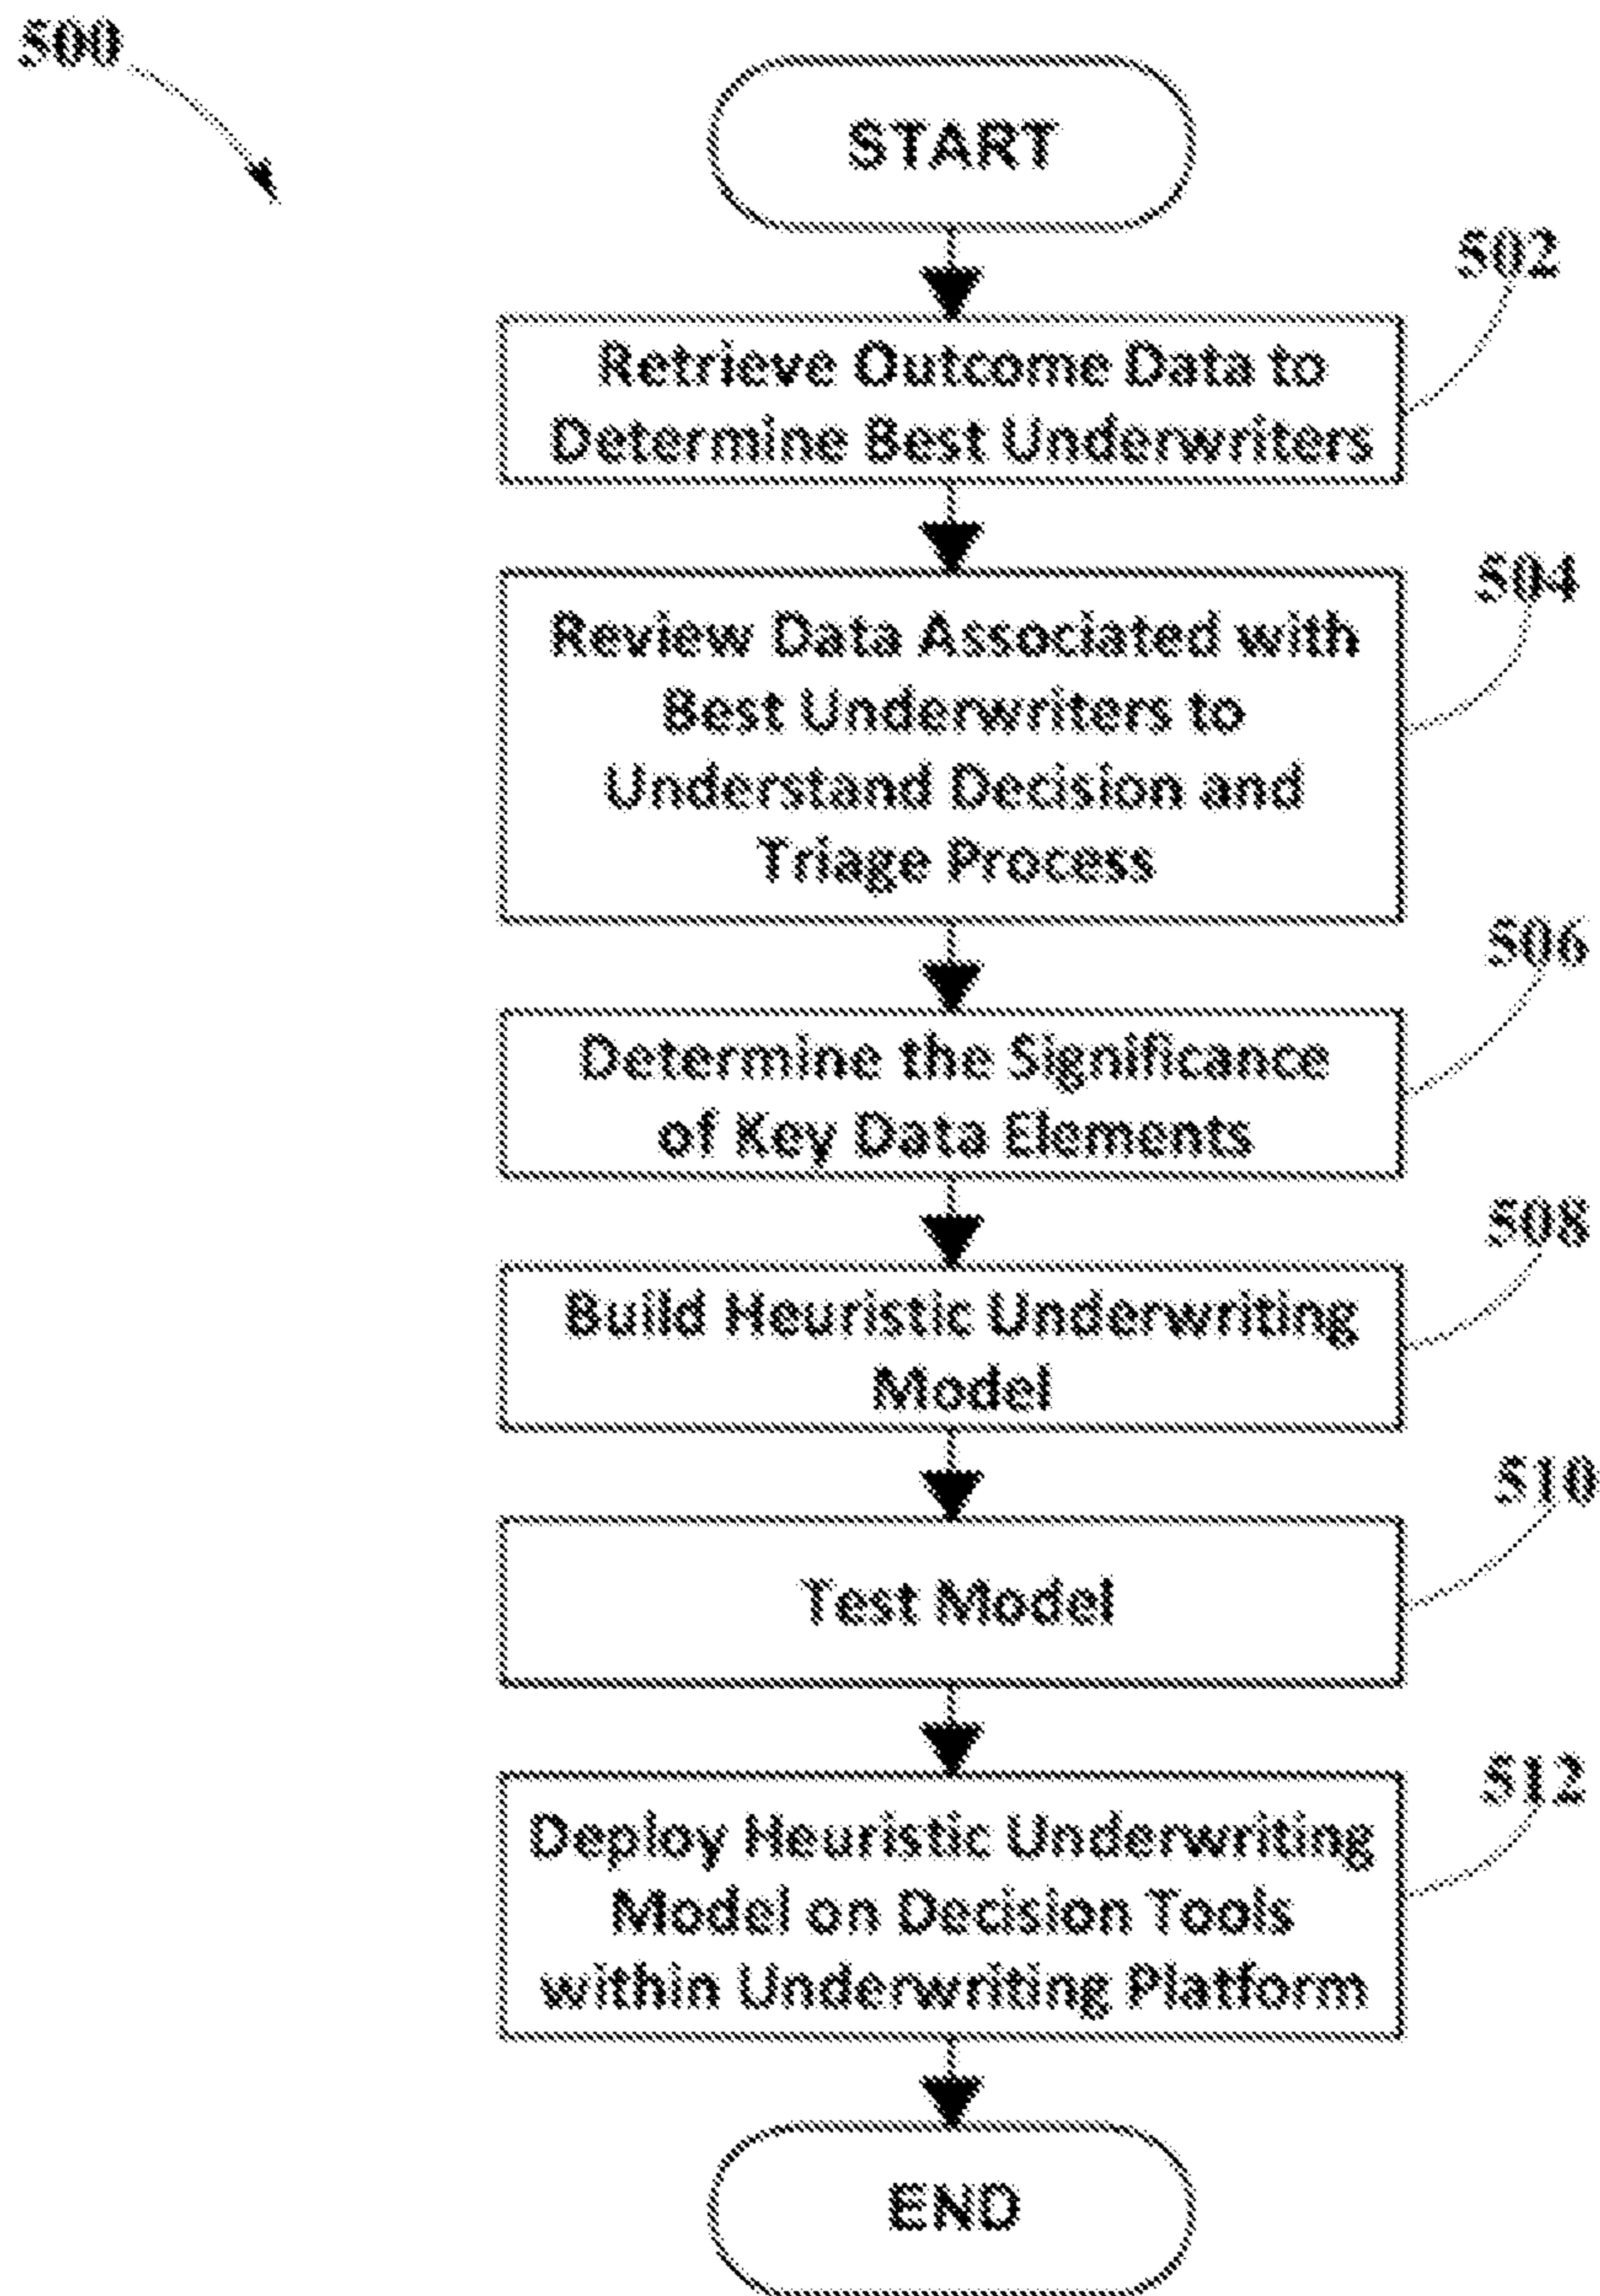 500
START
502
Retrieve Outcome Data to
Determine Best Underwriters
504
Review Data Associated with
Best Underwriters to
Understand Decision and
Triage Process
506
Determine the Significance
of Key Data Elements
508
Build Heuristic Underwriting
Model
510
Test Model
512
Deploy Heuristic Underwriting
Model on Decision Tools
within Underwriting Platform
END